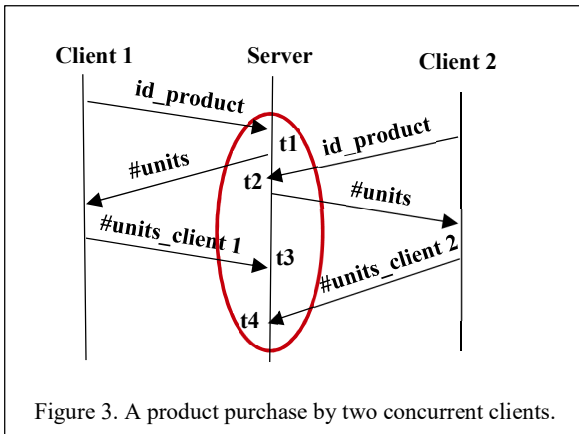 Client 1 Server Client 2
id_product
t1 id_product
#units
t2 #units
#units_client 1
t3
#units_client 2
t4
Figure 3. A product purchase by two concurrent clients.